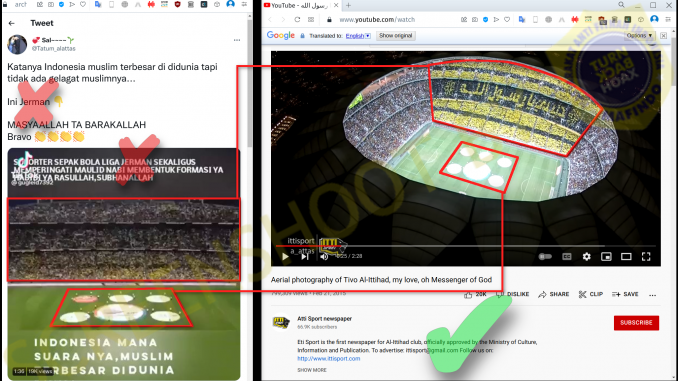 Tweet
Sal~~~~
@Tatum_alattas
Katanya Indonesia muslim terbesar di didunia tapi
tidak ada gelagat muslimnya...
Ini Jerman
MASYAALLAH TA BARAKALLAH
Bravo
SUPORTER SEPAK BOLA LIGA JERMAN SEKALIGUS
MEMPERINGATI MAULID NABI MEMBENTUK FORMASI YA
HABIBI YA RASULLAH,SUBHANALLAH
@gugleid7392
INDONESIA MANA
SUARA NYA,MUSLIM
TERBESAR DI DUNIA
1:36
19K views
YouTube - رسول الله
www.youtube.com/watch
Google
Translated to: English
Show original
Options
TURN
BACK
HOAX
ittisport
a_attas
0:25 / 2:28
Aerial photography of Tivo Al-Ittihad, my love, oh Messenger of God
20K
DISLIKE
SHARE
CLIP
SAVE
Atti Sport newspaper
66.9K subscribers
SUBSCRIBE
Eti Sport is the first newspaper for Al-Ittihad club, officially approved by the Ministry of Culture,
Information and Publication. To advertise: ittisport@gmail.com Follow us on:
http://www.ittisport.com
SHOW MORE